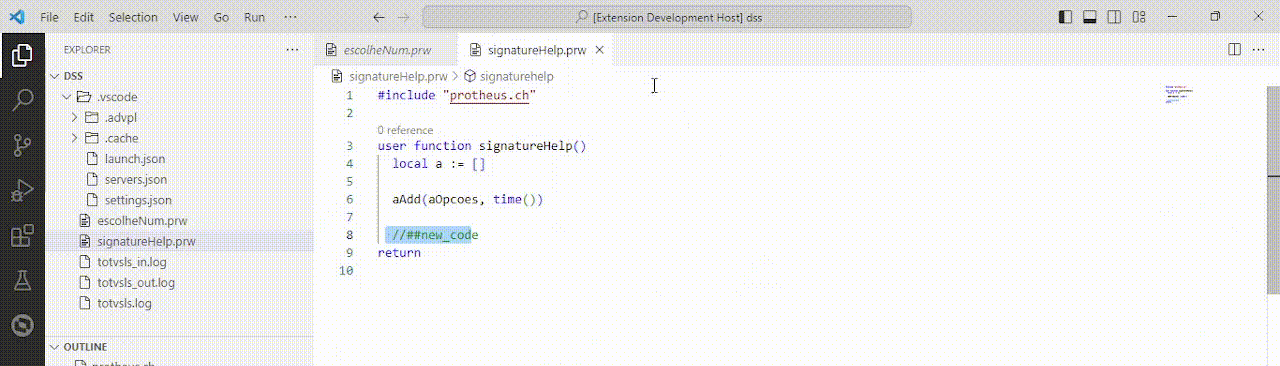 File Edit Selection View Go Run ··· [Extension Development Host] dss
EXPLORER ···
DSS
.vscode
.advpl
.cache
launch.json
servers.json
settings.json
escolheNum.prw
signatureHelp.prw
totvsls_in.log
totvsls_out.log
totvsls.log
OUTLINE
protheus.ch
escolheNum.prw signatureHelp.prw
signatureHelp.prw > signaturehelp
1 #include "protheus.ch"
2
0 reference
3 user function signatureHelp()
4 local a := []
5
6 aAdd(aOpcoes, time())
7
8 //##new_code
9 return
10